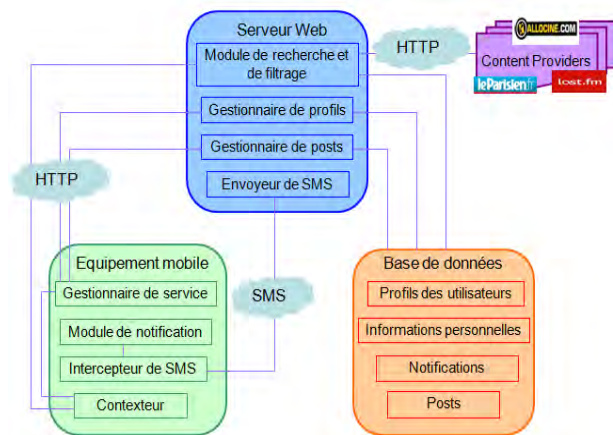 Serveur Web
Module de recherche et
de filtrage
HTTP
ALLOCINE.COM
Content Providers
leParisien.fr
lost.fm
Gestionnaire de profils
Gestionnaire de posts
HTTP
Envoyeur de SMS
Equipement mobile
Gestionnaire de service
Module de notification
Intercepteur de SMS
Contexteur
SMS
Base de données
Profils des utilisateurs
Informations personnelles
Notifications
Posts